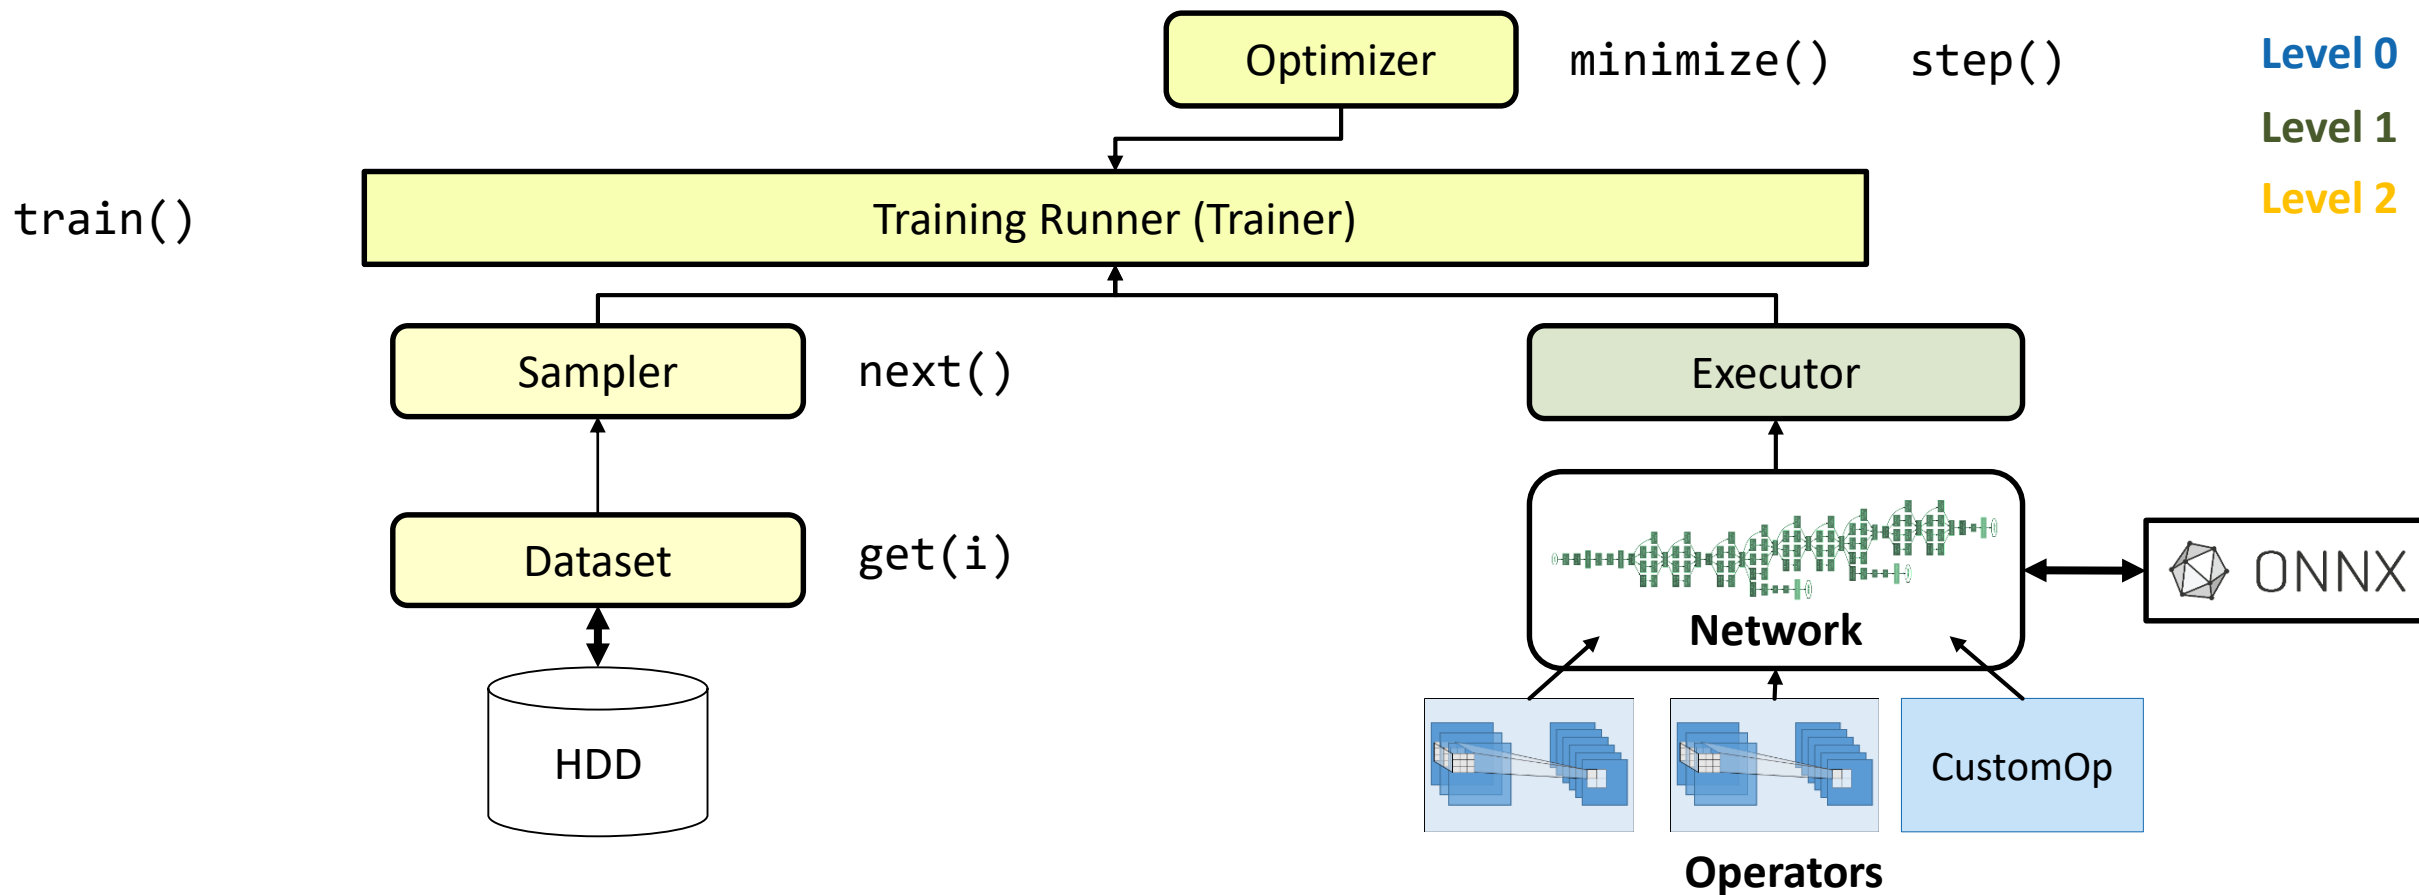 Optimizer
minimize()
step()
Level 0
Level 1
Level 2
train()
Training Runner (Trainer)
Sampler
next()
Executor
Dataset
get(i)
Network
ONNX
HDD
CustomOp
Operators